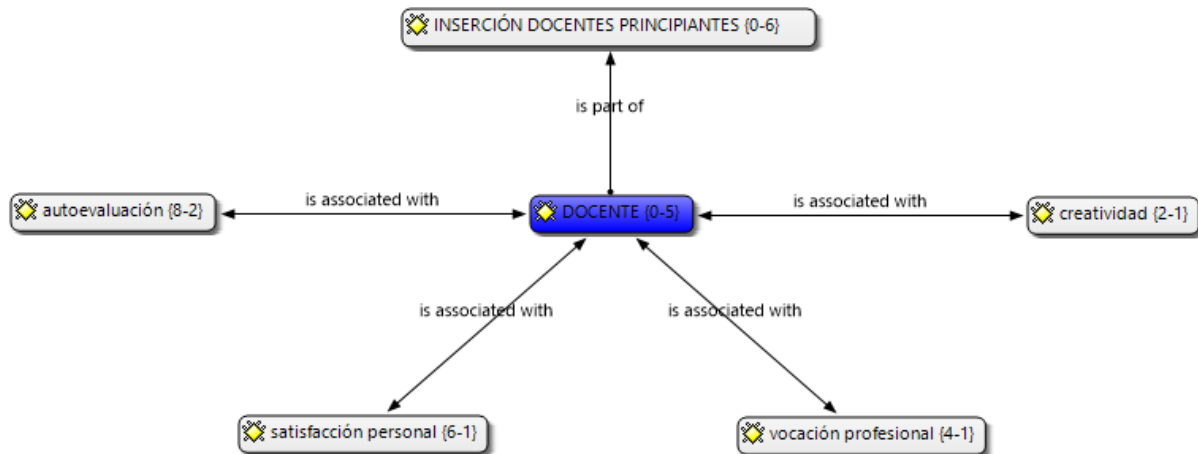 INSERCIÓN DOCENTES PRINCIPIANTES {0-6}
is part of
autoevaluación {8-2}
is associated with
DOCENTE {0-5}
is associated with
creatividad {2-1}
is associated with
is associated with
satisfacción personal {6-1}
vocación profesional {4-1}